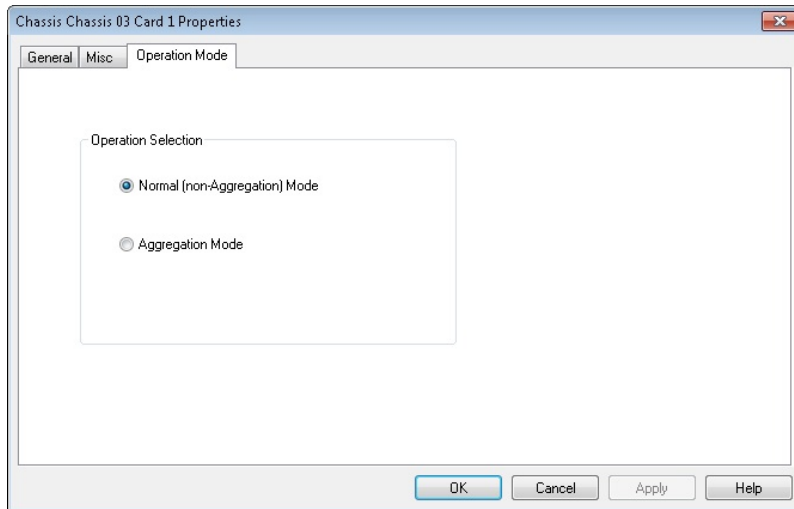 Chassis Chassis 03 Card 1 Properties
General Misc Operation Mode
Operation Selection
Normal (non-Aggregation) Mode
Aggregation Mode
OK Cancel Apply Help